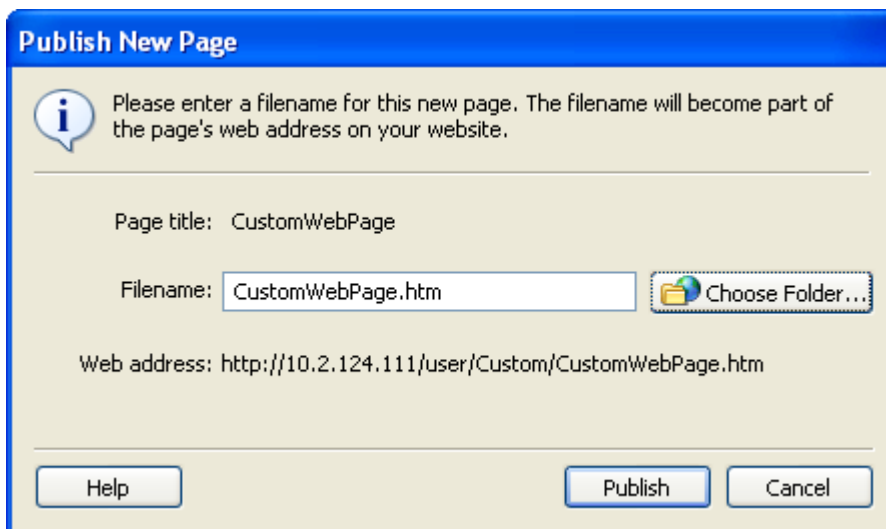 Publish New Page
Please enter a filename for this new page. The filename will become part of
the page's web address on your website.
Page title: CustomWebPage
Filename: CustomWebPage.htm Choose Folder...
Web address: http://10.2.124.111/user/Custom/CustomWebPage.htm
Help Publish Cancel